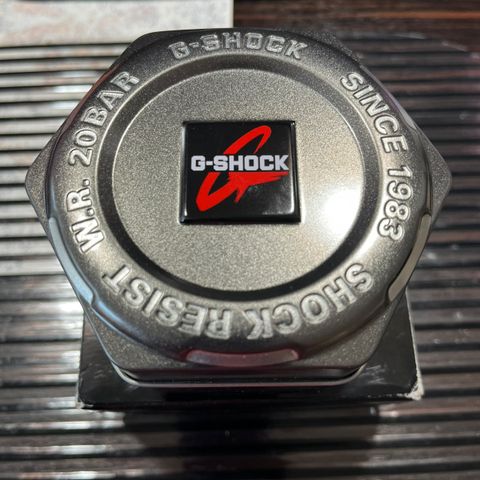 G-SHOCK
SINCE 1983
SHOCK RESIST
W.R. 20BAR
G-SHOCK